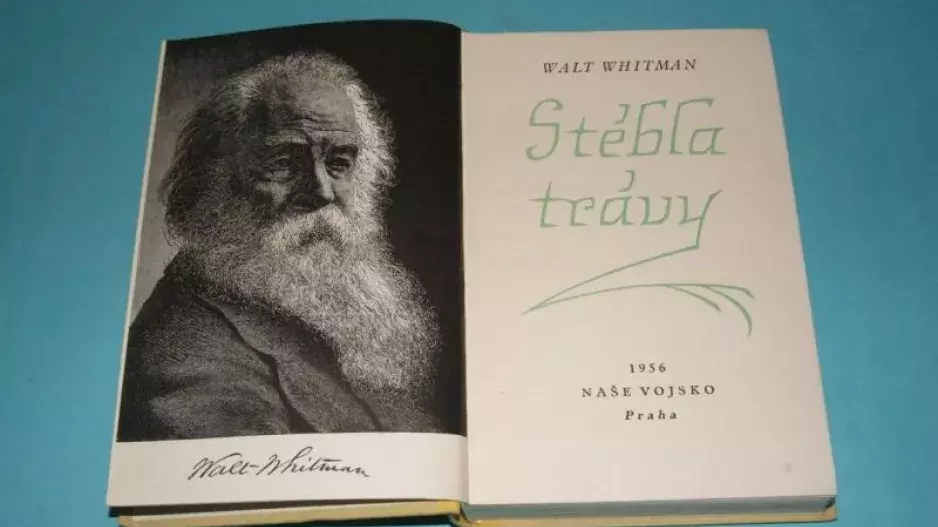 Walt Whitman
WALT WHITMAN
Stébla
trávy
1956
NAŠE VOJSKO
Praha